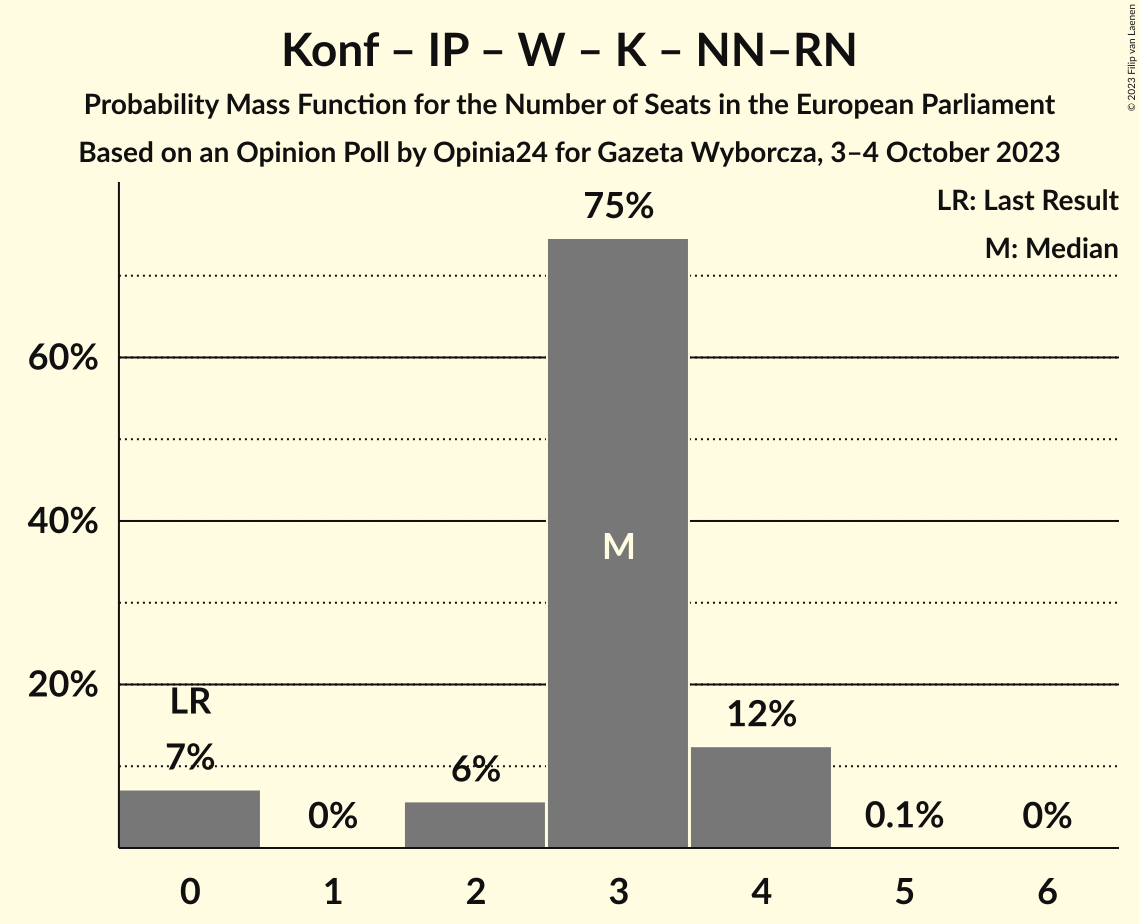 Konf – IP – W – K – NN–RN
Probability Mass Function for the Number of Seats in the European Parliament
Based on an Opinion Poll by Opinia24 for Gazeta Wyborcza, 3–4 October 2023
© 2023 Filip van Laenen
LR: Last Result
M: Median
75%
60%
40%
M
20%
LR
12%
7%
6%
0%
0.1%
0%
0 1 2 3 4 5 6